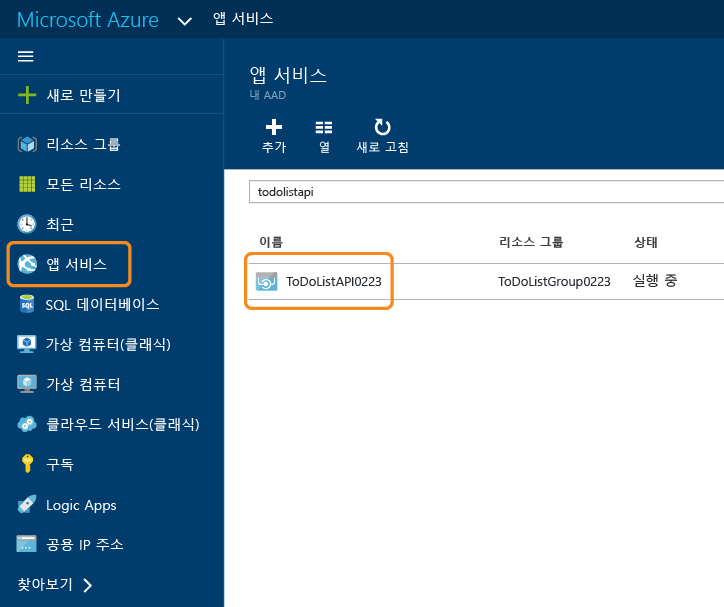 Microsoft Azure 앱 서비스
새로 만들기
리소스 그룹
모든 리소스
최근
앱 서비스
SQL 데이터베이스
가상 컴퓨터(클래식)
가상 컴퓨터
클라우드 서비스(클래식)
구독
Logic Apps
공용 IP 주소
찾아보기
앱 서비스
내 AAD
추가 열 새로 고침
todolistapi
이름 리소스 그룹 상태
ToDoListAPI0223 ToDoListGroup0223 실행 중